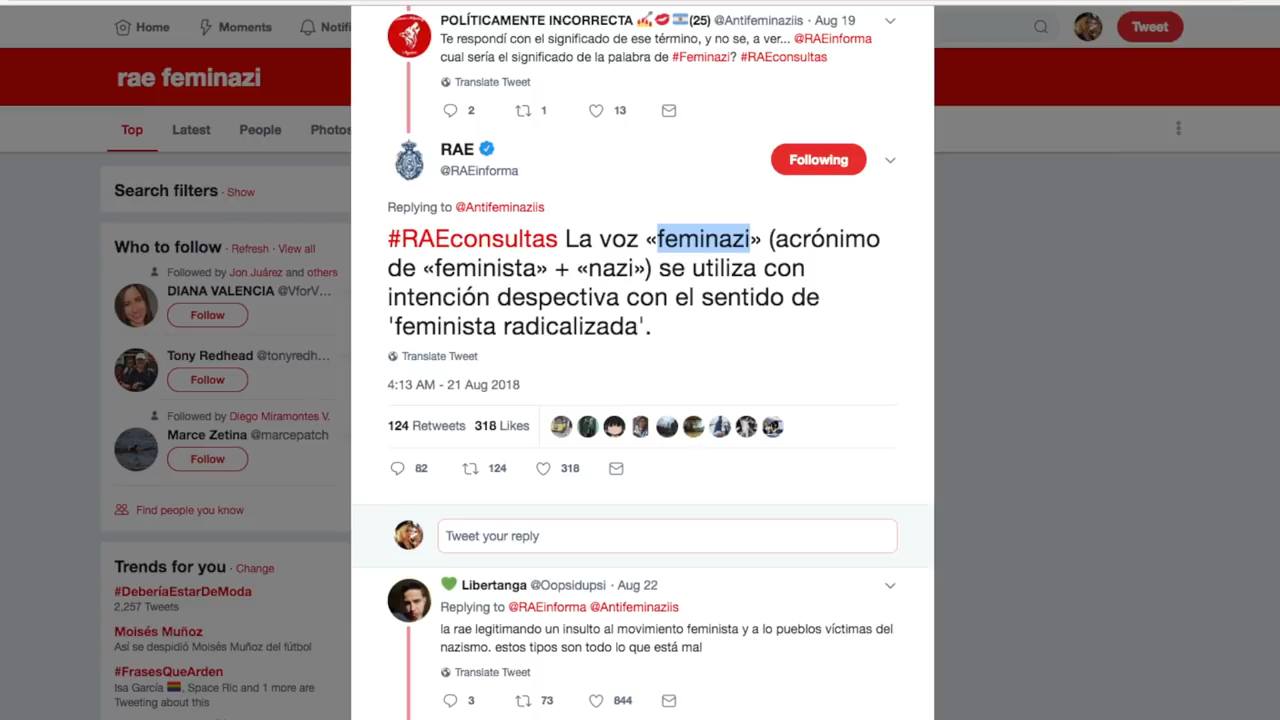 Home
Moments
Notifi
Tweet
rae feminazi
Top
Latest
People
Photos
Search filters · Show
Who to follow · Refresh · View all
Followed by Jon Juárez and others
DIANA VALENCIA @VforV...
Follow
Tony Redhead @tonyredh...
Follow
Followed by Diego Miramontes V.
Marce Zetina @marcepatch
Follow
Find people you know
Trends for you · Change
#DeberíaEstarDeModa
2,257 Tweets
Moisés Muñoz
Así se despidió Moisés Muñoz del fútbol
#FrasesQueArden
Isa García 🏳️‍🌈, Space Ric and 1 more are
Tweeting about this
POLÍTICAMENTE INCORRECTA 💅💋🇦🇷(25) @Antifeminaziis · Aug 19
Te respondí con el significado de ese término, y no se, a ver... @RAEinforma
cual sería el significado de la palabra de #Feminazi? #RAEconsultas
Translate Tweet
2 1 13
RAE
@RAEinforma
Following
Replying to @Antifeminaziis
#RAEconsultas La voz «feminazi» (acrónimo
de «feminista» + «nazi») se utiliza con
intención despectiva con el sentido de
'feminista radicalizada'.
Translate Tweet
4:13 AM - 21 Aug 2018
124 Retweets 318 Likes
82 124 318
Tweet your reply
💚 Libertanga @Oopsidupsi · Aug 22
Replying to @RAEinforma @Antifeminaziis
la rae legitimando un insulto al movimiento feminista y a lo pueblos víctimas del
nazismo. estos tipos son todo lo que está mal
Translate Tweet
3 73 844